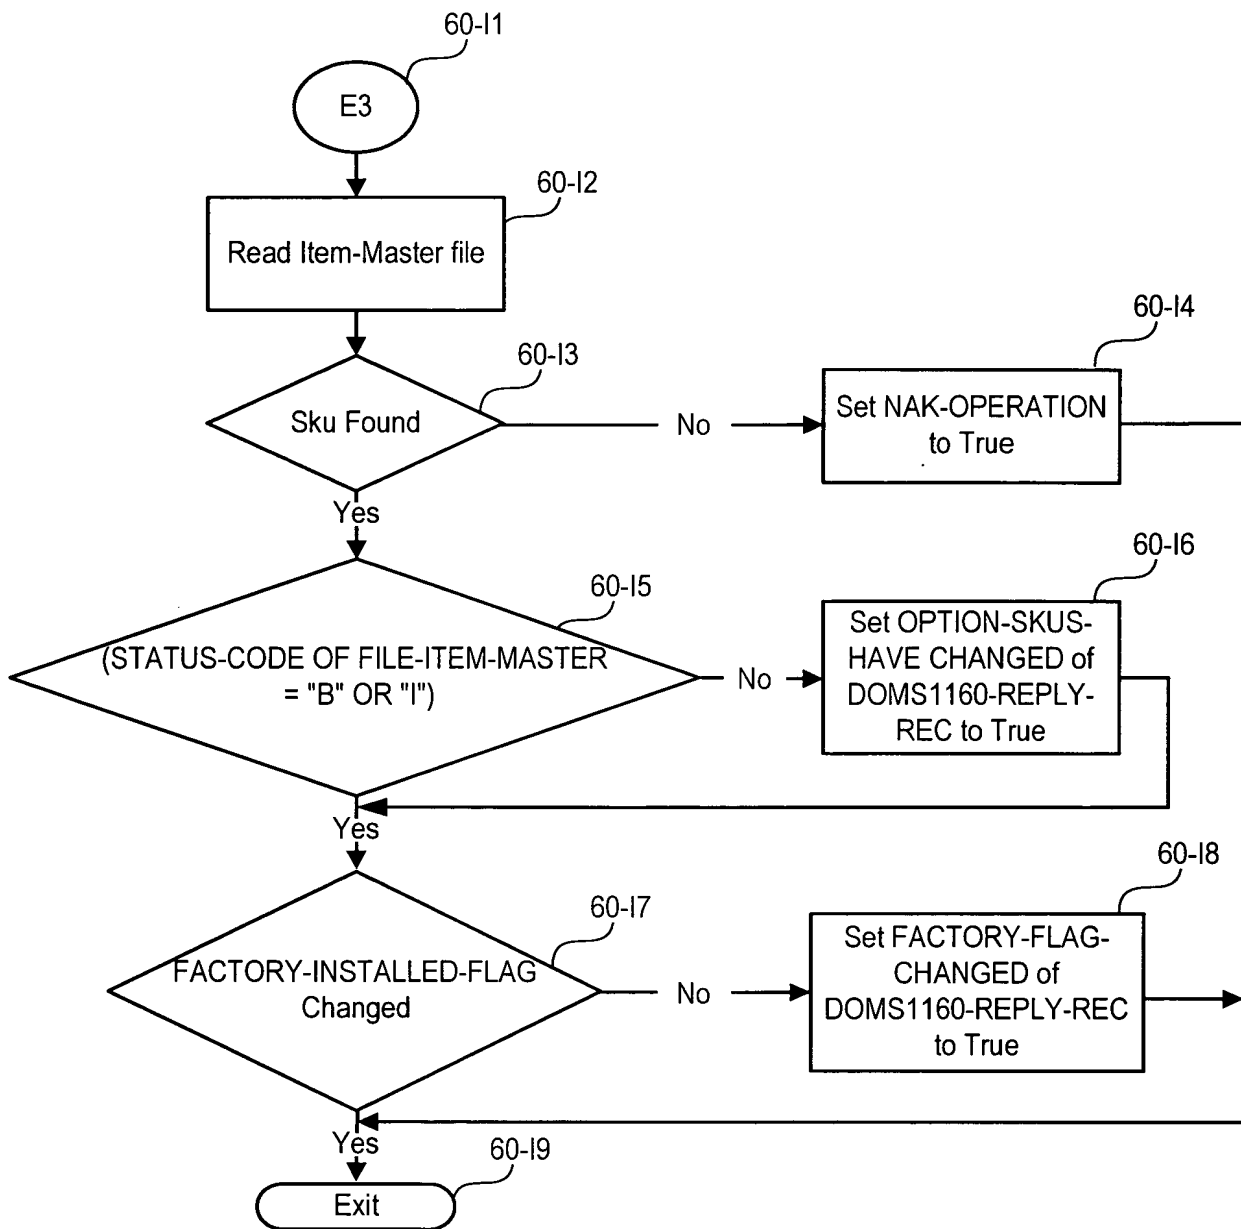 60-I1
E3
60-I2
Read Item-Master file
60-I3
Sku Found
No
60-I4
Set NAK-OPERATION
to True
Yes
60-I5
(STATUS-CODE OF FILE-ITEM-MASTER
= "B" OR "I")
No
60-I6
Set OPTION-SKUS-
HAVE CHANGED of
DOMS1160-REPLY-
REC to True
Yes
60-I7
FACTORY-INSTALLED-FLAG
Changed
No
60-I8
Set FACTORY-FLAG-
CHANGED of
DOMS1160-REPLY-REC
to True
Yes
60-I9
Exit